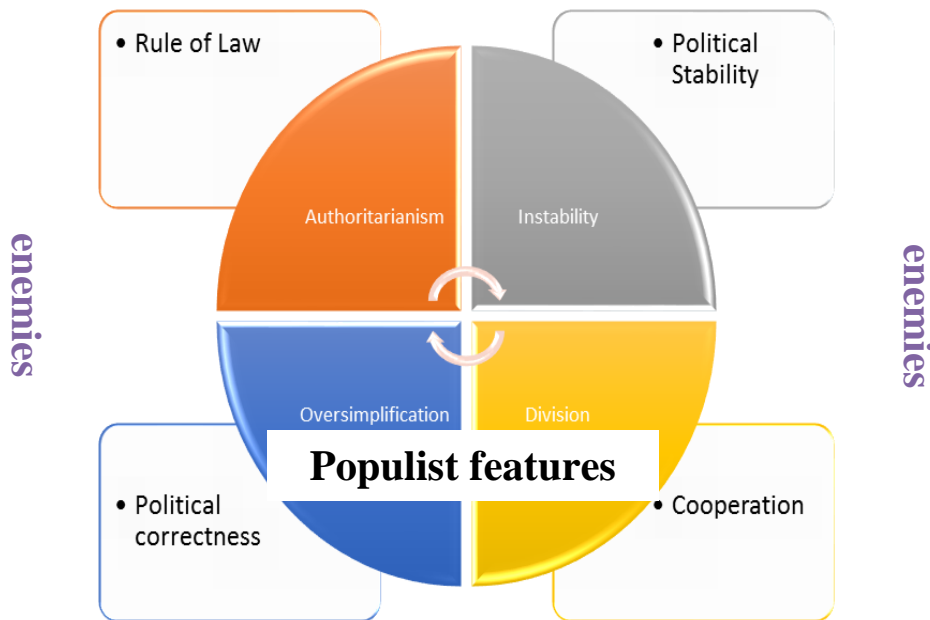 • Rule of Law
• Political
Stability
Authoritarianism
Instability
enemies
enemies
Oversimplification
Division
Populist features
• Political
correctness
• Cooperation